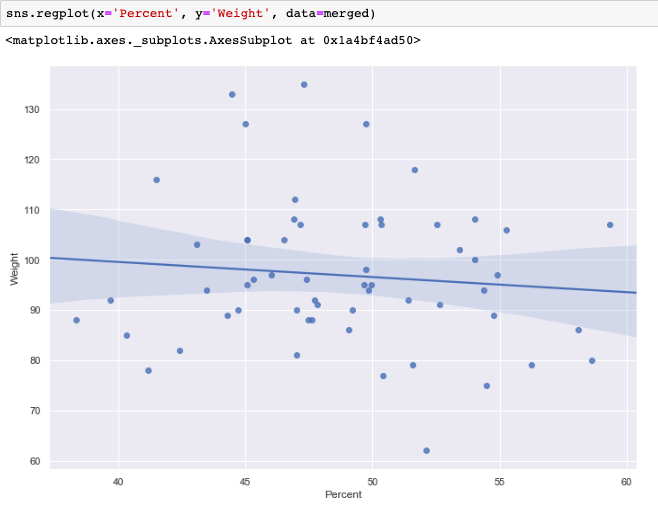 sns.regplot(x='Percent', y='Weight', data=merged)
<matplotlib.axes._subplots.AxesSubplot at 0x1a4bf4ad50>
130
120
110
100
90
80
70
60
Weight
40 45 50 55 60
Percent